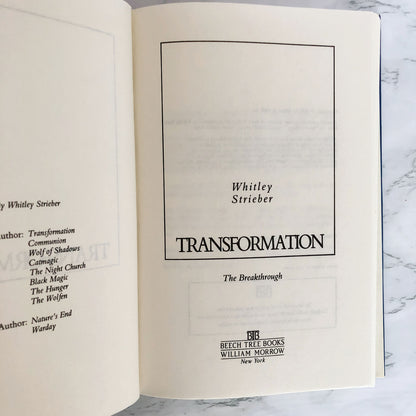 y Whitley Strieber
uthor: Transformation
Communion
Wolf of Shadows
Catmagic
The Night Church
Black Magic
The Hunger
The Wolfen
Author: Nature's End
Warday
Whitley
Strieber
TRANSFORMATION
The Breakthrough
BEECH TREE BOOKS
WILLIAM MORROW
New York